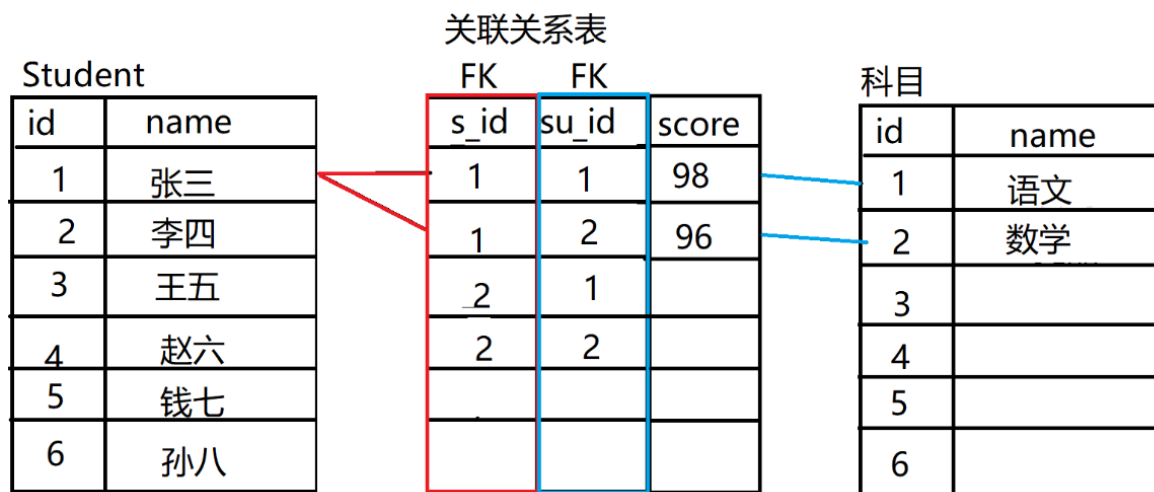 关联关系表
Student FK FK 科目
id name s_id su_id score id name
1 张三 1 1 98 1 语文
2 李四 1 2 96 2 数学
3 王五 2 1 3
4 赵六 2 2 4
5 钱七 5
6 孙八 6